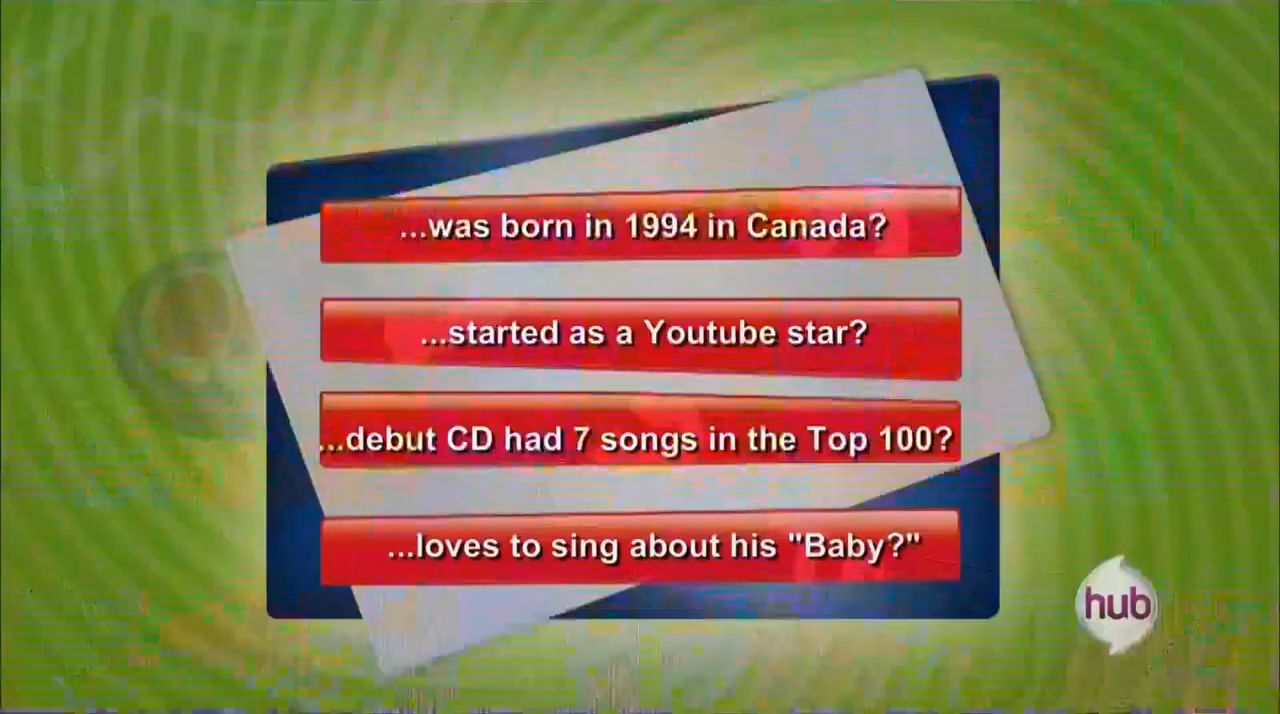 ...was born in 1994 in Canada?
...started as a Youtube star?
...debut CD had 7 songs in the Top 100?
...loves to sing about his "Baby?"
hub